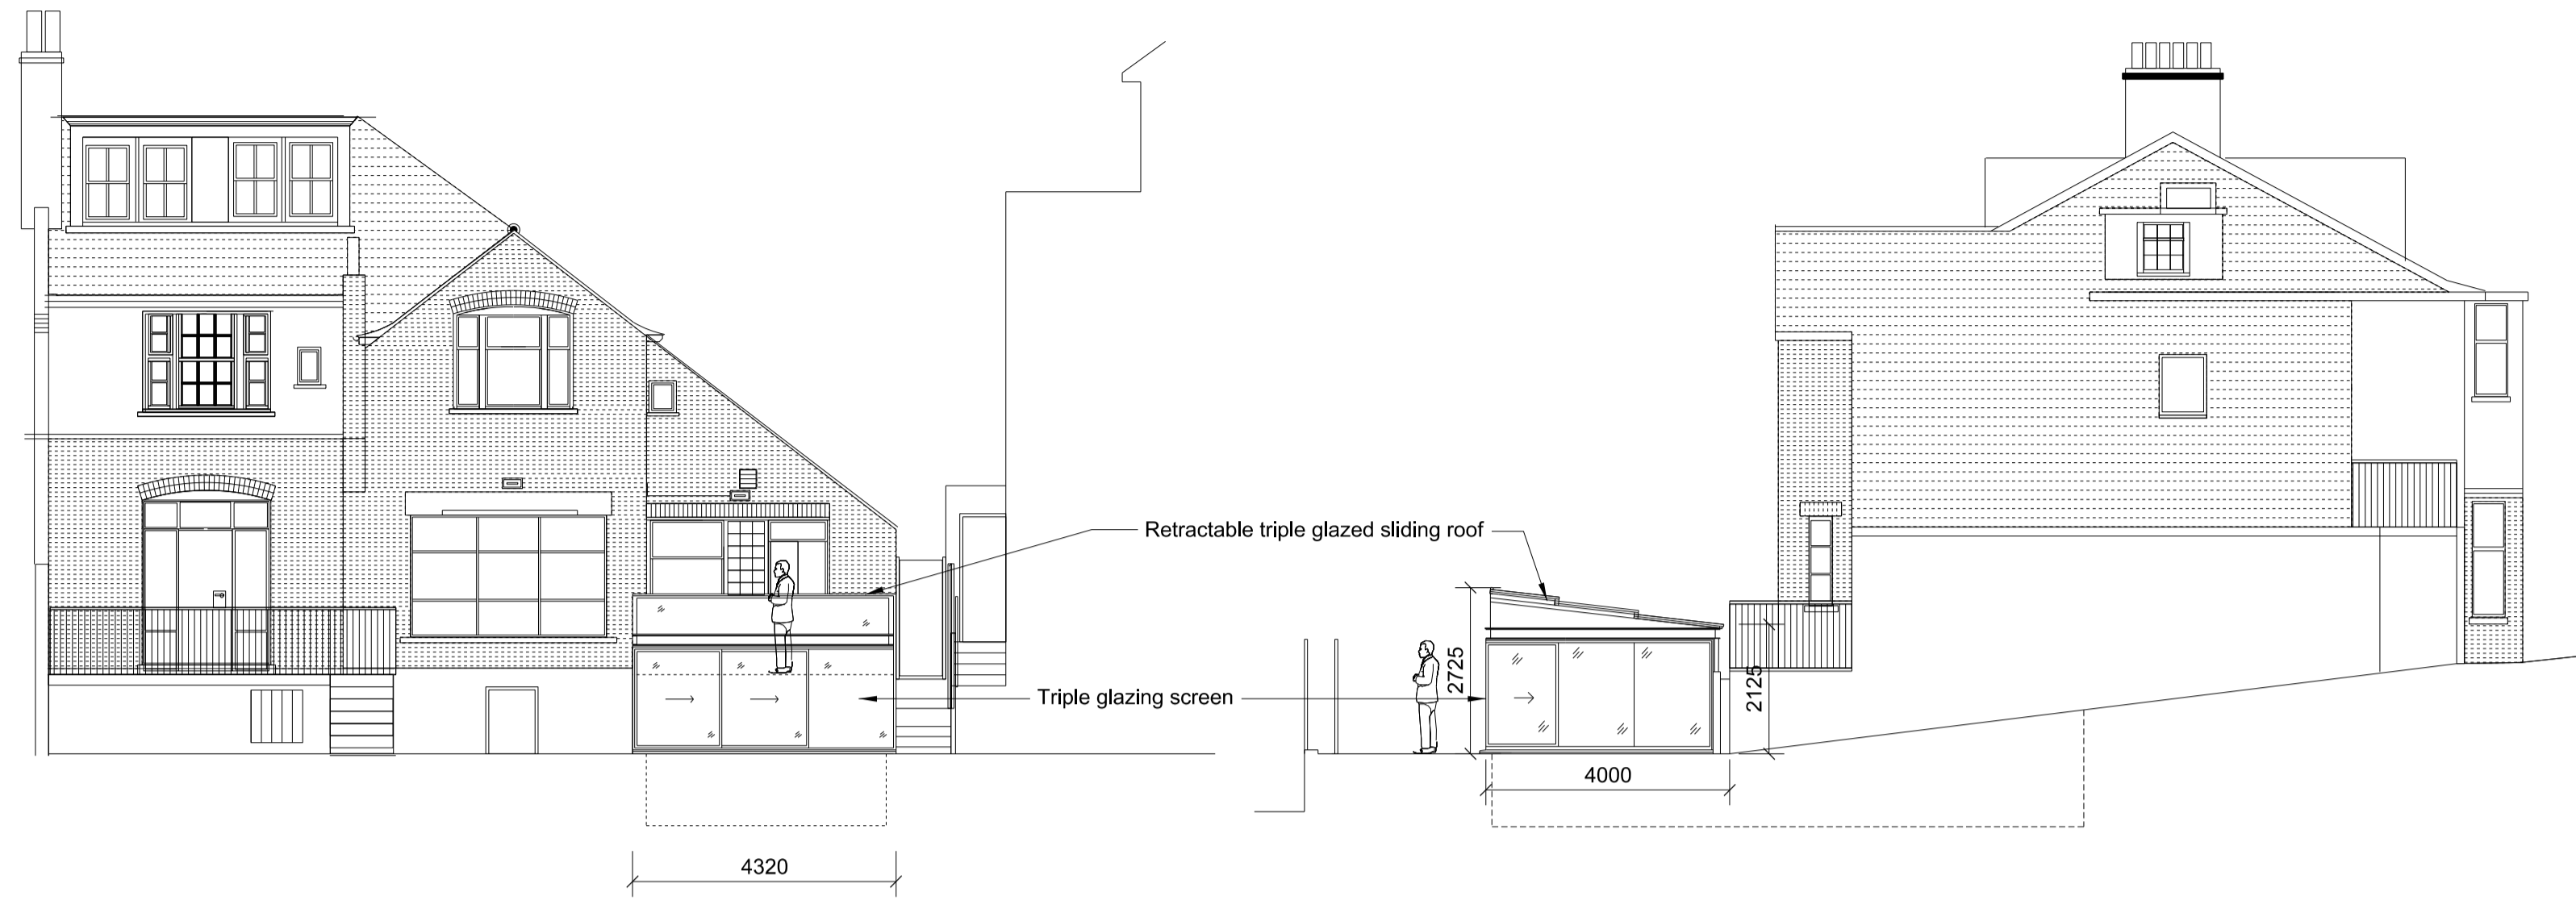 Retractable triple glazed sliding roof
Triple glazing screen
2725
2125
4000
4320